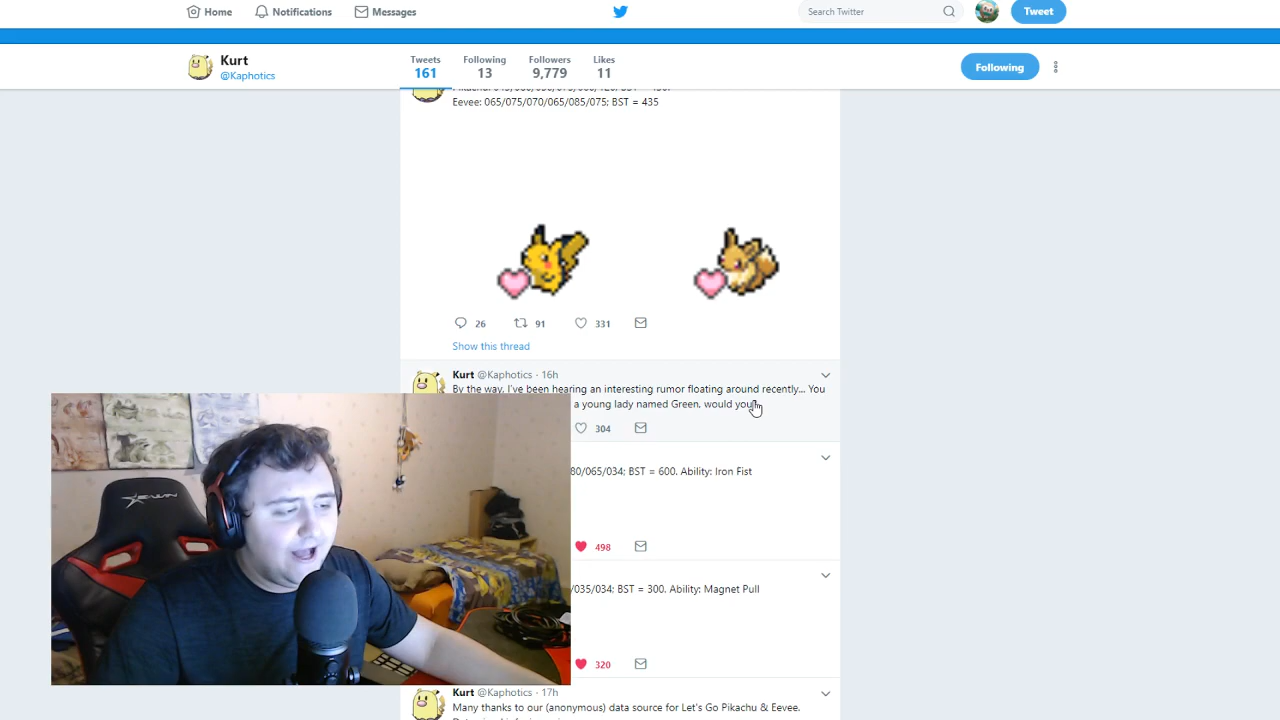 Home Notifications Messages Search Twitter Tweet
Kurt
@Kaphotics
Tweets Following Followers Likes
161 13 9,779 11
Following
Eevee: 065/075/070/065/085/075; BST = 435
26 91 331
Show this thread
Kurt @Kaphotics · 16h
By the way, I've been hearing an interesting rumor floating around recently... You
a young lady named Green, would you?
304
80/065/034; BST = 600. Ability: Iron Fist
498
/035/034; BST = 300. Ability: Magnet Pull
320
Kurt @Kaphotics · 17h
Many thanks to our (anonymous) data source for Let's Go Pikachu & Eevee.